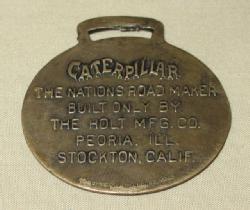 CATERPILLAR
THE NATIONS ROAD MAKER
BUILT ONLY BY
THE HOLT MFG. CO.
PEORIA, ILL.
STOCKTON, CALIF.